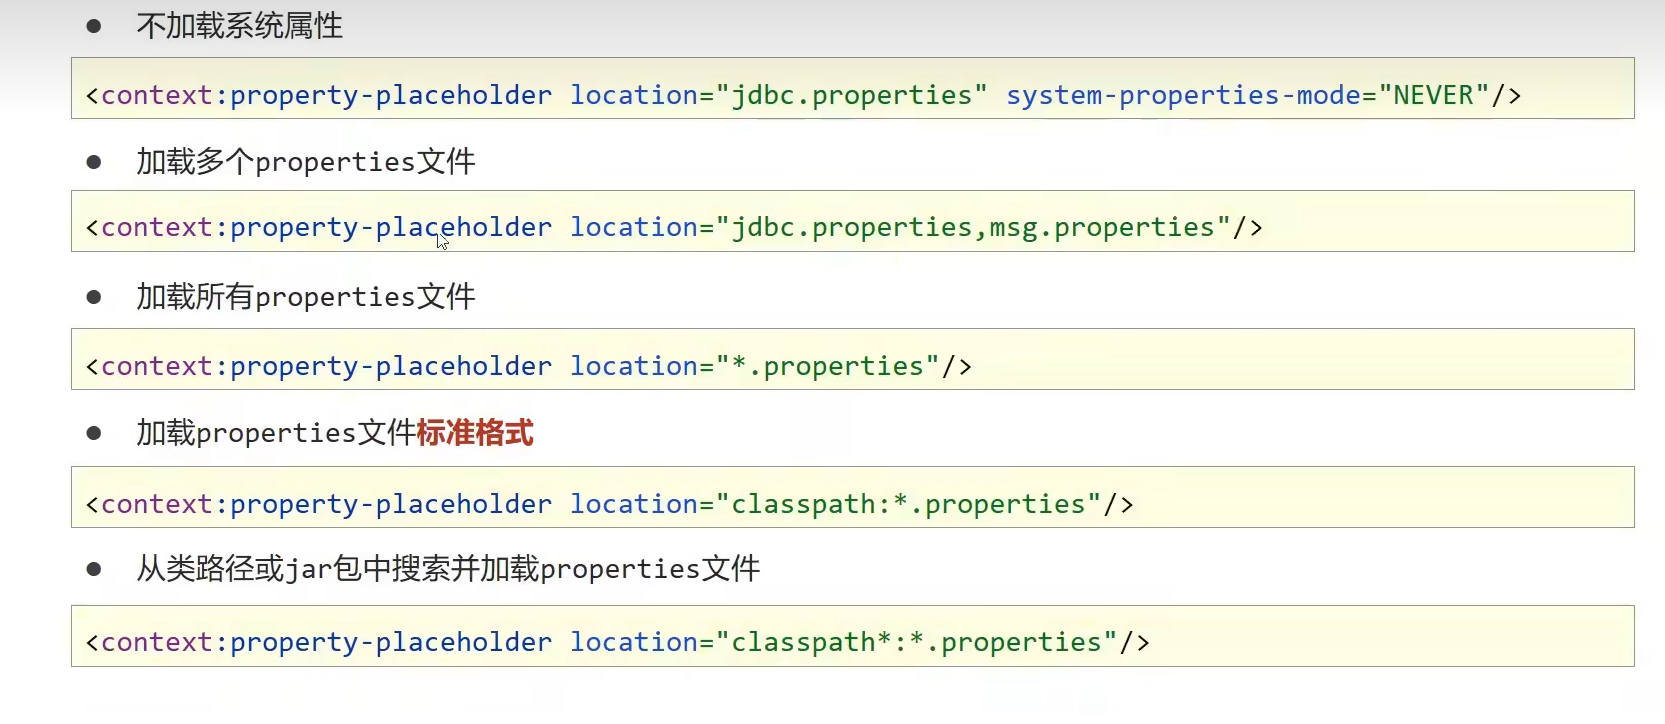 ● 不加载系统属性
<context:property-placeholder location="jdbc.properties" system-properties-mode="NEVER"/>
● 加载多个properties文件
<context:property-placeholder location="jdbc.properties,msg.properties"/>
● 加载所有properties文件
<context:property-placeholder location="*.properties"/>
● 加载properties文件标准格式
<context:property-placeholder location="classpath:*.properties"/>
● 从类路径或jar包中搜索并加载properties文件
<context:property-placeholder location="classpath*:*.properties"/>